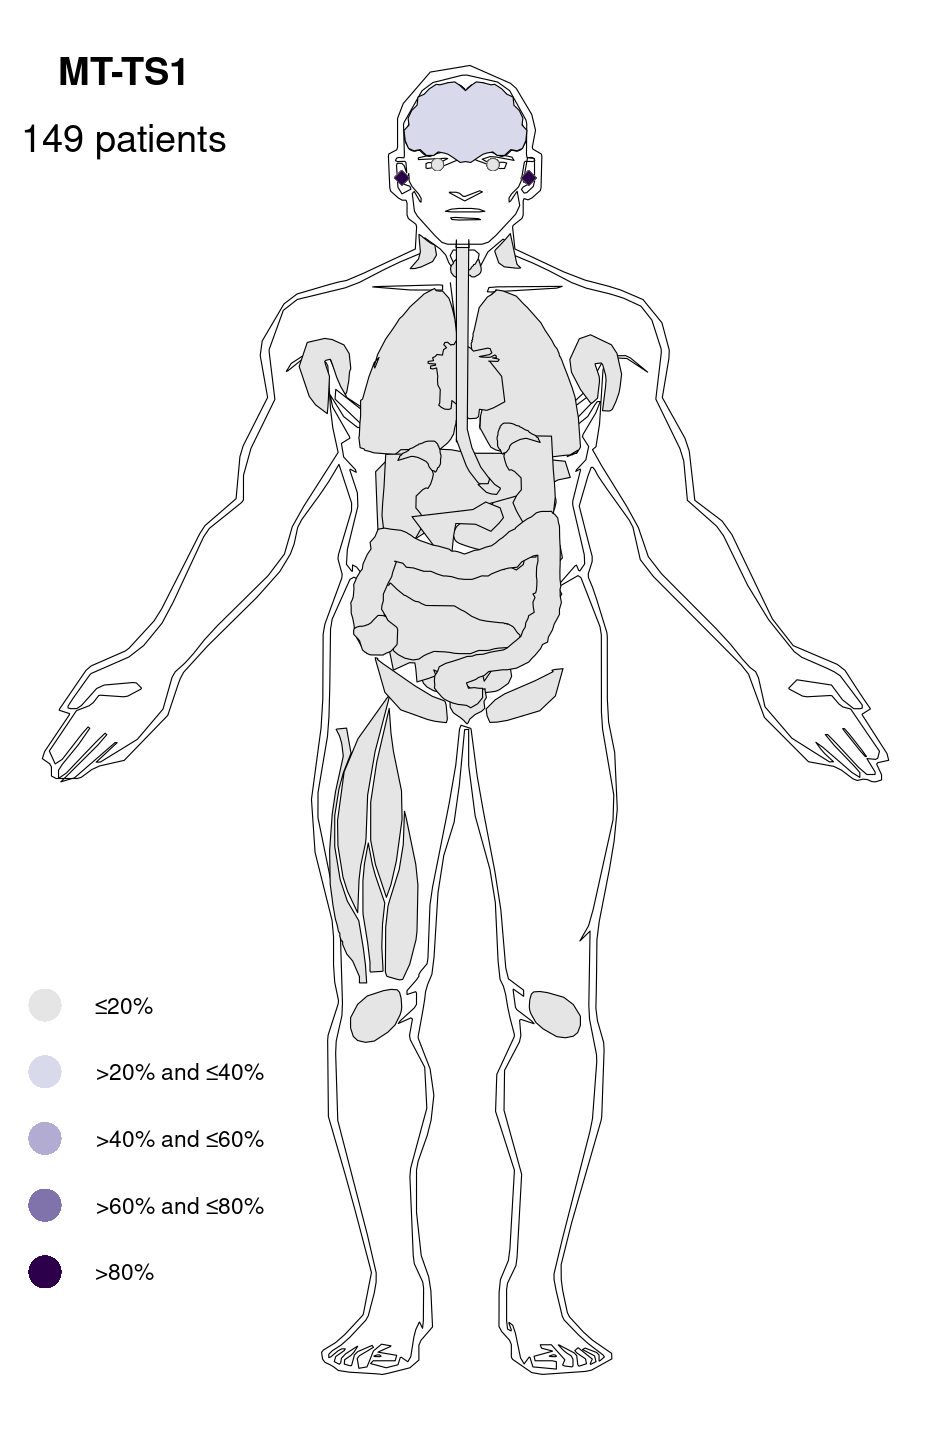 MT-TS1
149 patients
≤20%
>20% and ≤40%
>40% and ≤60%
>60% and ≤80%
>80%